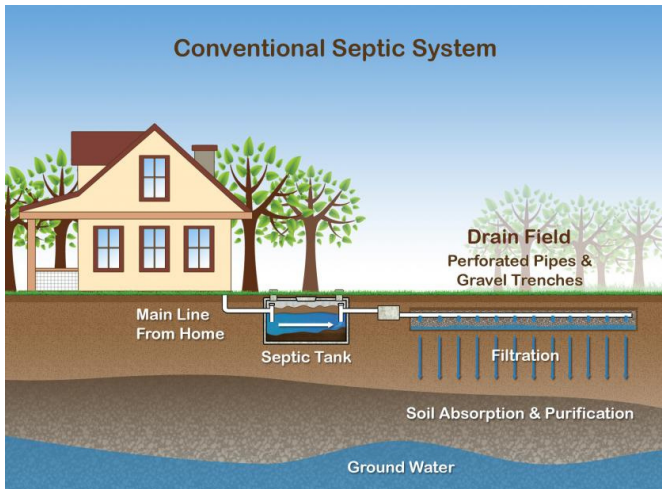 Conventional Septic System
Drain Field
Perforated Pipes &
Gravel Trenches
Main Line
From Home
Septic Tank
Filtration
Soil Absorption & Purification
Ground Water